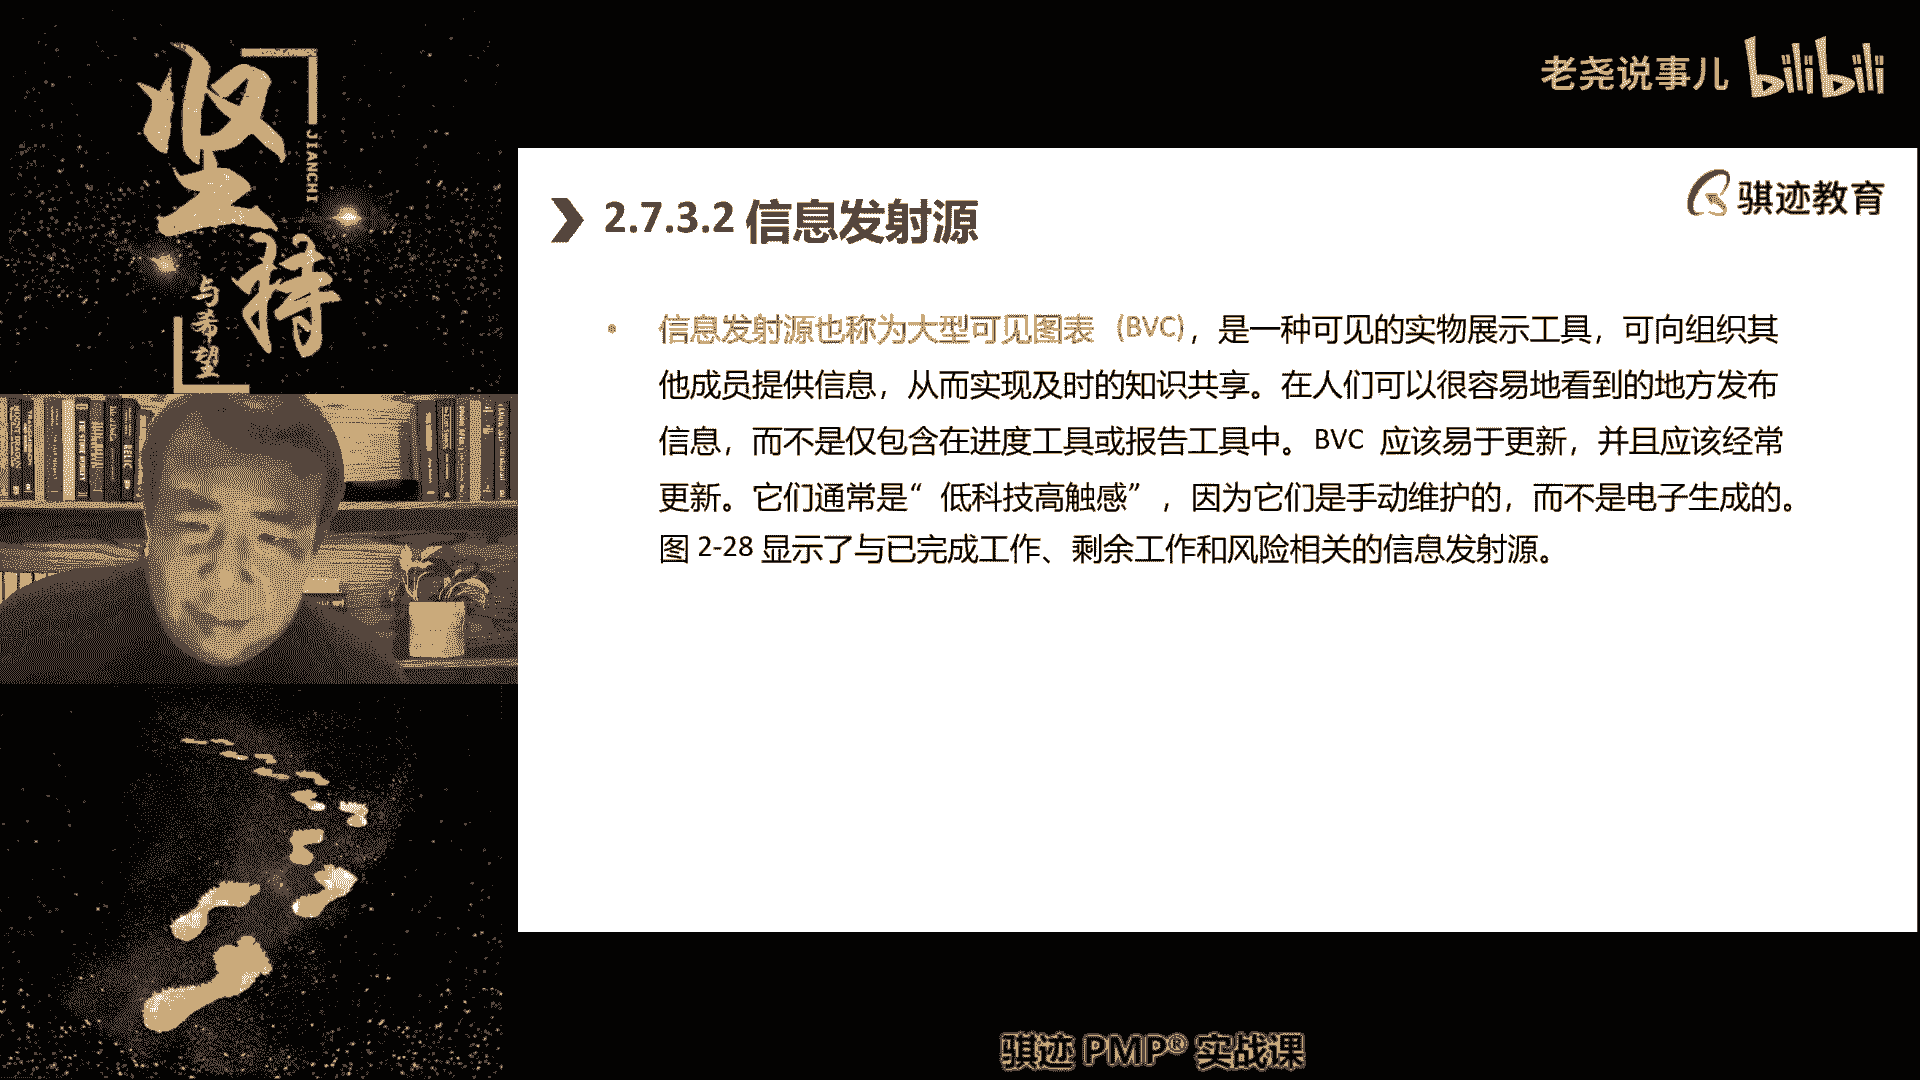 坚持
JIANCHI
与希望
老尧说事儿 bilibili
骐迹教育
2.7.3.2 信息发射源
• 信息发射源也称为大型可见图表 (BVC)，是一种可见的实物展示工具，可向组织其
他成员提供信息，从而实现及时的知识共享。在人们可以很容易地看到的地方发布
信息，而不是仅包含在进度工具或报告工具中。BVC 应该易于更新，并且应该经常
更新。它们通常是“低科技高触感”，因为它们是手动维护的，而不是电子生成的。
图 2-28 显示了与已完成工作、剩余工作和风险相关的信息发射源。
骐迹 PMP® 实战课